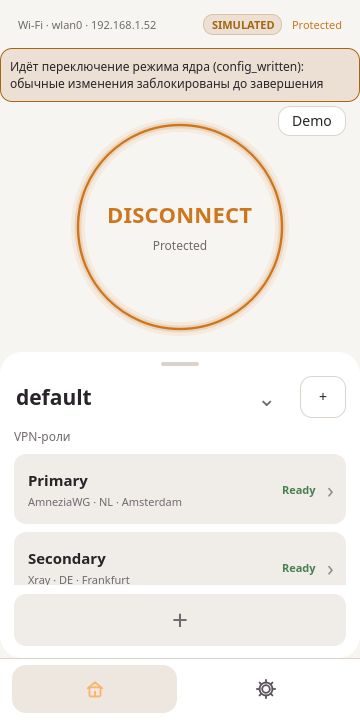 Wi-Fi · wlan0 · 192.168.1.52
SIMULATED
Protected
Идёт переключение режима ядра (config_written):
обычные изменения заблокированы до завершения
Demo
DISCONNECT
Protected
default
+
VPN-роли
Primary
AmneziaWG · NL · Amsterdam
Ready
Secondary
Xray · DE · Frankfurt
Ready
+